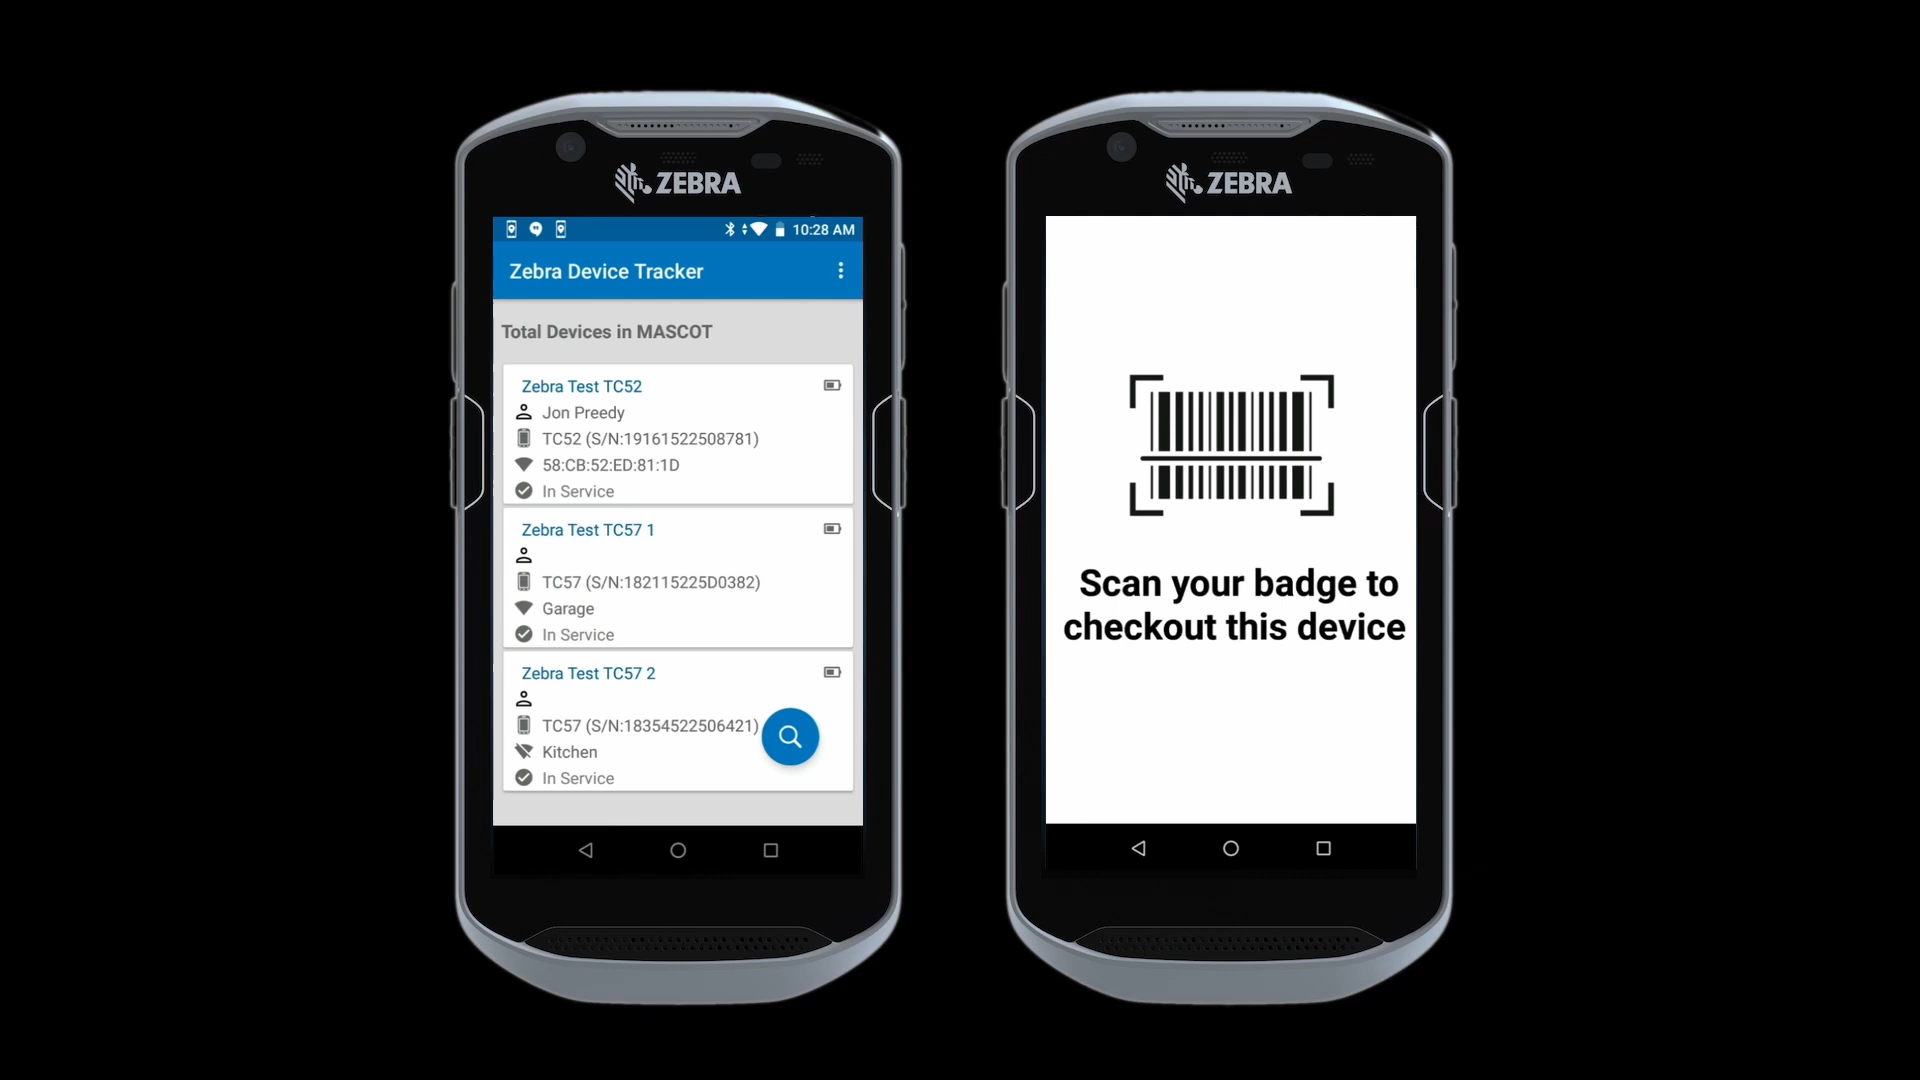 ZEBRA
10:28 AM
Zebra Device Tracker
Total Devices in MASCOT
Zebra Test TC52
Jon Preedy
TC52 (S/N:19161522508781)
58:CB:52:ED:81:1D
In Service
Zebra Test TC57 1
TC57 (S/N:182115225D0382)
Garage
In Service
Zebra Test TC57 2
TC57 (S/N:18354522506421)
Kitchen
In Service
ZEBRA
Scan your badge to
checkout this device